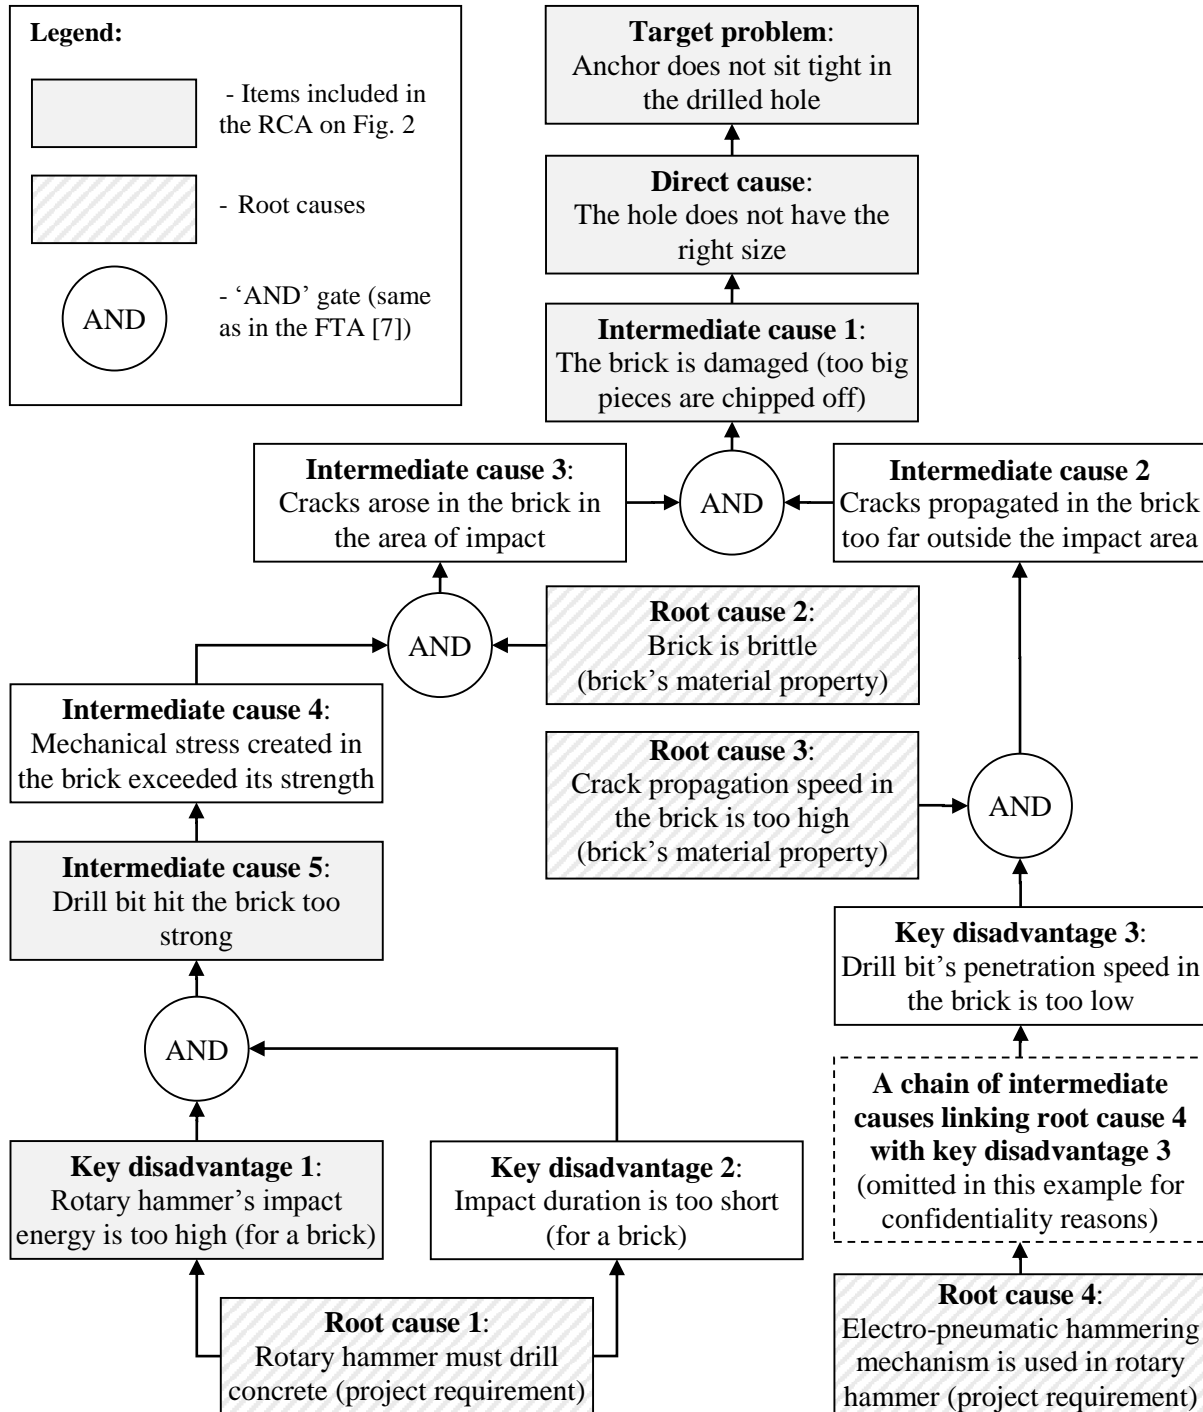 Legend:
- Items included in
the RCA on Fig. 2
- Root causes
AND
- ‘AND’ gate (same
as in the FTA [7])
Target problem:
Anchor does not sit tight in
the drilled hole
Direct cause:
The hole does not have the
right size
Intermediate cause 1:
The brick is damaged (too big
pieces are chipped off)
Intermediate cause 3:
Cracks arose in the brick in
the area of impact
AND
Intermediate cause 2
Cracks propagated in the brick
too far outside the impact area
AND
Root cause 2:
Brick is brittle
(brick’s material property)
Intermediate cause 4:
Mechanical stress created in
the brick exceeded its strength
Root cause 3:
Crack propagation speed in
the brick is too high
(brick’s material property)
AND
Intermediate cause 5:
Drill bit hit the brick too
strong
Key disadvantage 3:
Drill bit’s penetration speed in
the brick is too low
AND
A chain of intermediate
causes linking root cause 4
with key disadvantage 3
(omitted in this example for
confidentiality reasons)
Key disadvantage 1:
Rotary hammer’s impact
energy is too high (for a brick)
Key disadvantage 2:
Impact duration is too short
(for a brick)
Root cause 1:
Rotary hammer must drill
concrete (project requirement)
Root cause 4:
Electro-pneumatic hammering
mechanism is used in rotary
hammer (project requirement)